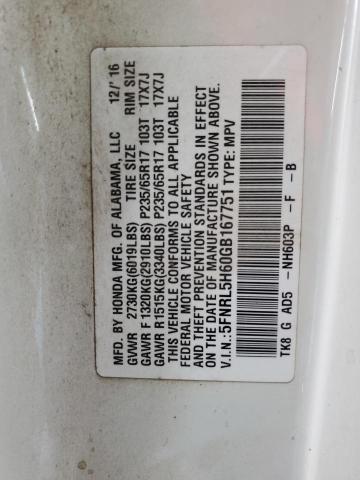 MFD. BY HONDA MFG. OF ALABAMA, LLC 12/'16
GVWR 2730KG(6019LBS) TIRE SIZE RIM SIZE
GAWR F 1320KG(2910LBS) P235/65R17 103T 17X7J
GAWR R1515KG(3340LBS) P235/65R17 103T 17X7J
THIS VEHICLE CONFORMS TO ALL APPLICABLE
FEDERAL MOTOR VEHICLE SAFETY
AND THEFT PREVENTION STANDARDS IN EFFECT
ON THE DATE OF MANUFACTURE SHOWN ABOVE.
V.I.N.:5FNRL5H60GB167751 TYPE: MPV
TK8 G AD5 -NH603P -F -B